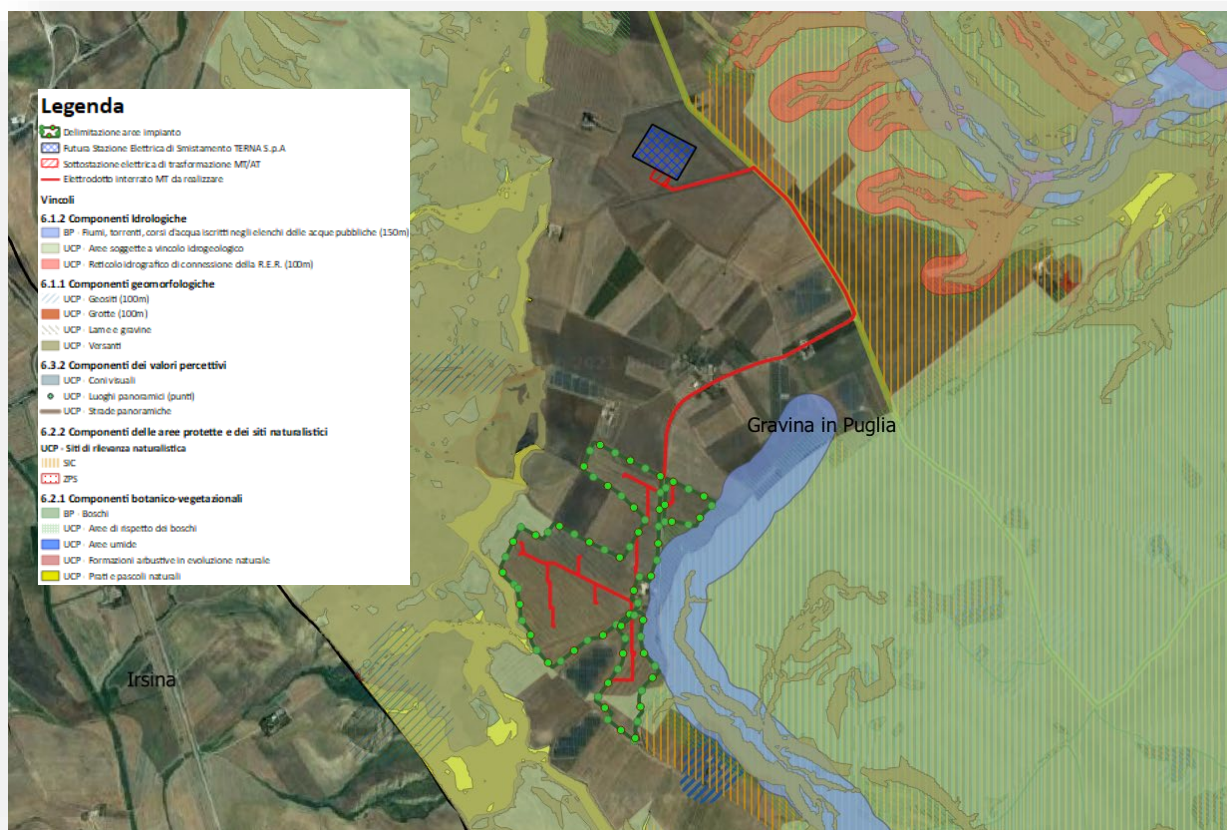 Legenda
Delimitazione aree impianto
Futura Stazione Elettrica di Smistamento TERNA S.p.A
Sottostazione elettrica di trasformazione MT/AT
Elettrodotto interrato MT da realizzare
Vincoli
6.1.2 Componenti Idrologiche
BP - Fiumi, torrenti, corsi d'acqua iscritti negli elenchi delle acque pubbliche (150m)
UCP - Aree soggette a vincolo idrogeologico
UCP - Reticolo idrografico di connessione della R.E.R. (100m)
6.1.1 Componenti geomorfologiche
UCP - Geositi (100m)
UCP - Grotte (100m)
UCP - Lame e gravine
UCP - Versanti
6.3.2 Componenti dei valori percettivi
UCP - Coni visuali
UCP - Luoghi panoramici (punti)
UCP - Strade panoramiche
6.2.2 Componenti delle aree protette e dei siti naturalistici
UCP - Siti di rilevanza naturalistica
SIC
ZPS
6.2.1 Componenti botanico-vegetazionali
BP - Boschi
UCP - Aree di rispetto dei boschi
UCP - Aree umide
UCP - Formazioni arbustive in evoluzione naturale
UCP - Prati e pascoli naturali
Gravina in Puglia
Irsina